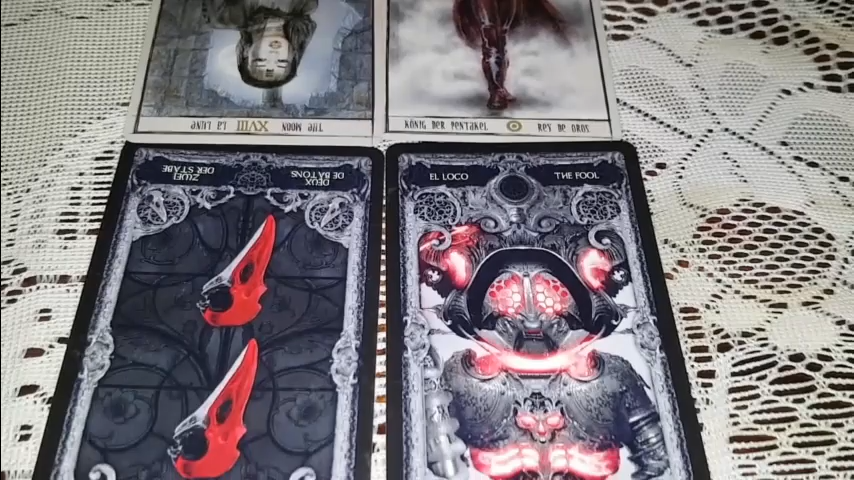 THE MOON XVIII LA LUNE
KÖNIG DER PENTAKEL REY DE OROS
ZWEI
DER STÄBE
DEUX
DE BÂTONS
EL LOCO
THE FOOL